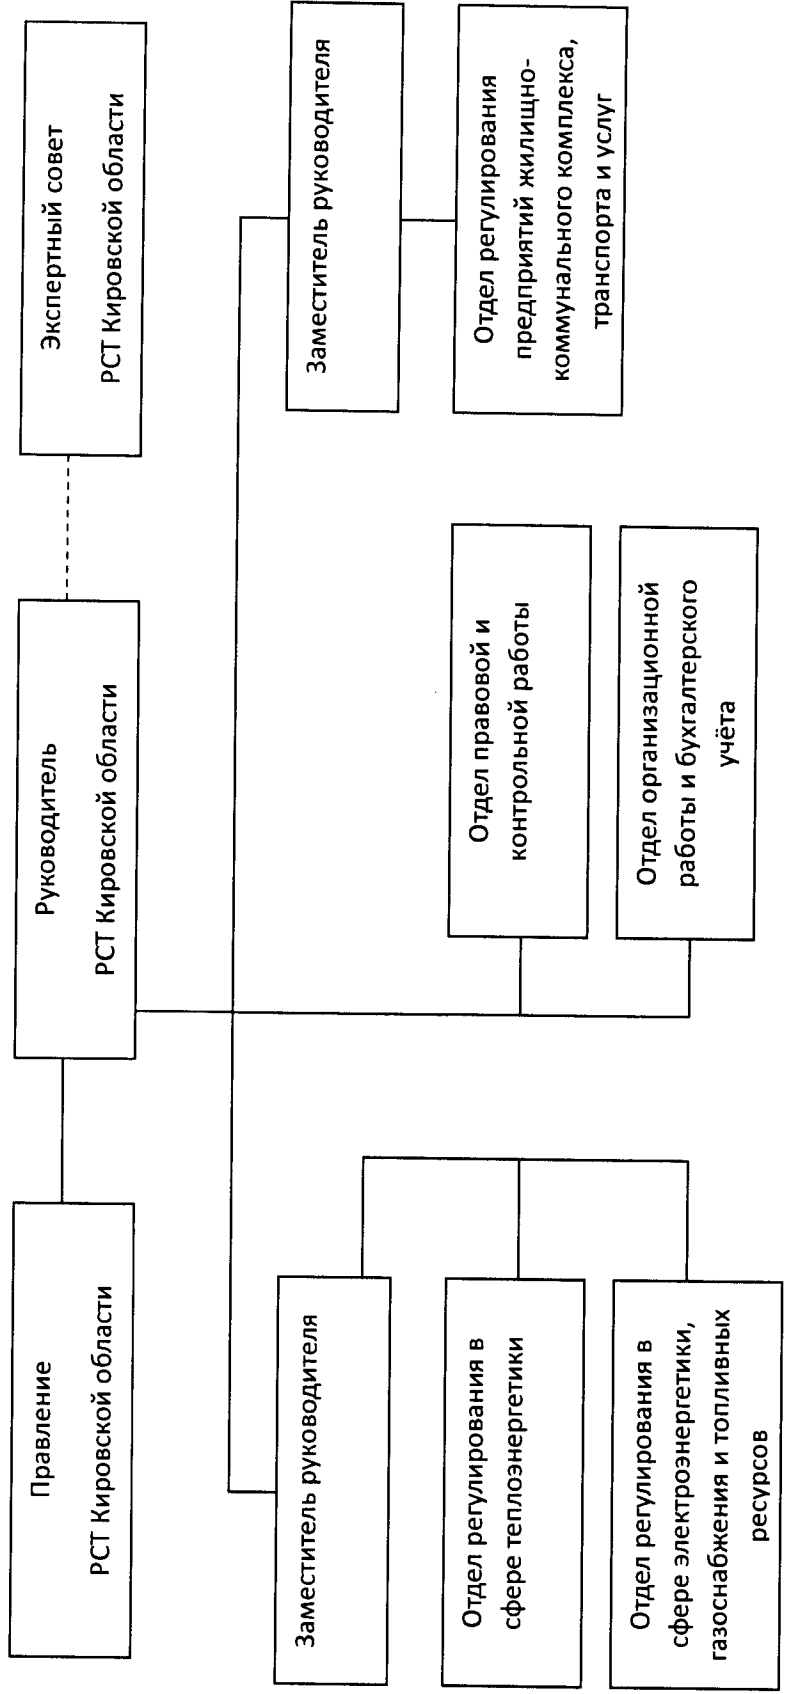 Правление
РСТ Кировской области
Руководитель
РСТ Кировской области
Экспертный совет
РСТ Кировской области
Заместитель руководителя
Заместитель руководителя
Отдел регулирования в
сфере теплоэнергетики
Отдел правовой и
контрольной работы
Отдел регулирования
предприятий жилищно-
коммунального комплекса,
транспорта и услуг
Отдел регулирования в
сфере электроэнергетики,
газоснабжения и топливных
ресурсов
Отдел организационной
работы и бухгалтерского
учёта